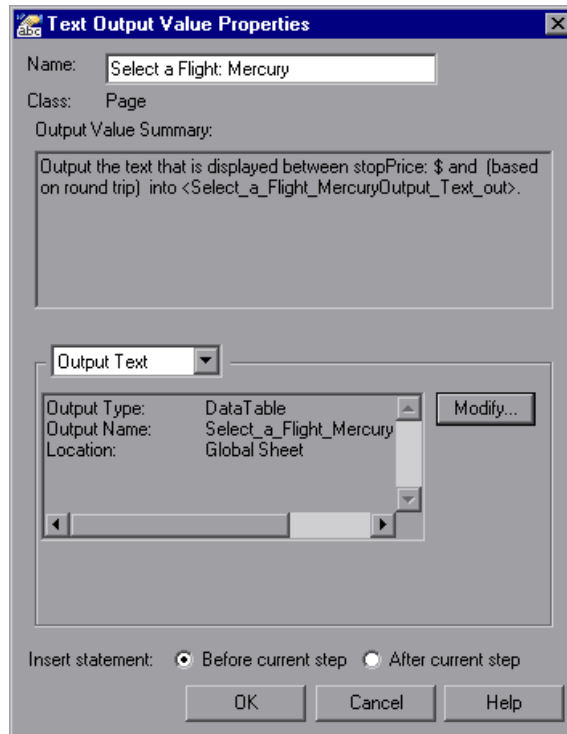 abc
Text Output Value Properties
Name: Select a Flight: Mercury
Class: Page
Output Value Summary:
Output the text that is displayed between stopPrice: $ and  (based
on round trip)  into <Select_a_Flight_MercuryOutput_Text_out>.
Output Text
Output Type: DataTable
Output Name: Select_a_Flight_Mercury
Location: Global Sheet
Modify...
Insert statement: Before current step After current step
OK Cancel Help